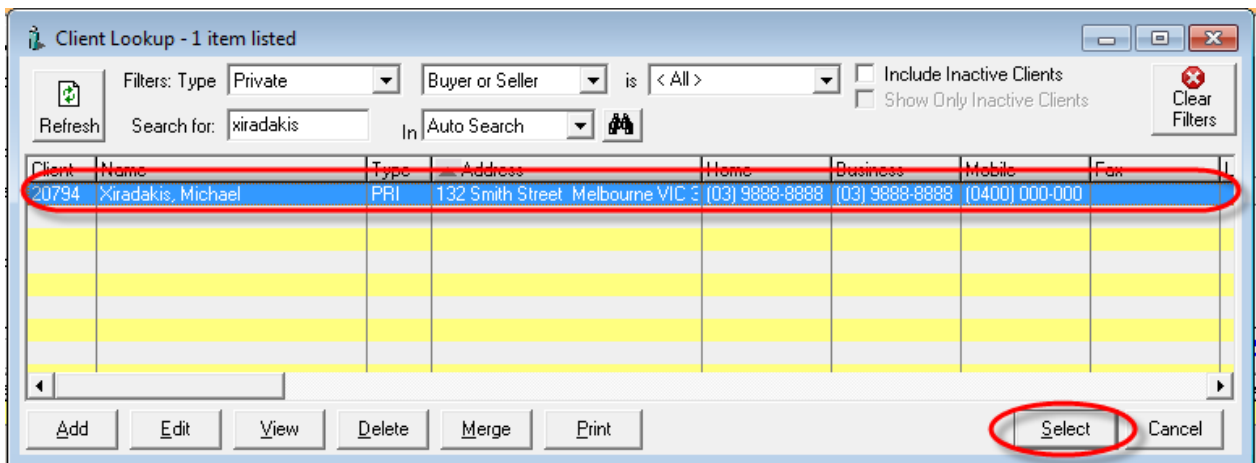 Client Lookup - 1 item listed
Filters: Type Private Buyer or Seller is < All > Include Inactive Clients
Show Only Inactive Clients
Clear Filters
Refresh Search for: xiradakis In Auto Search
Client Name Type Address Home Business Mobile Fax
20794 Xiradakis, Michael PRI 132 Smith Street Melbourne VIC 3 (03) 9888-8888 (03) 9888-8888 (0400) 000-000
Add Edit View Delete Merge Print Select Cancel